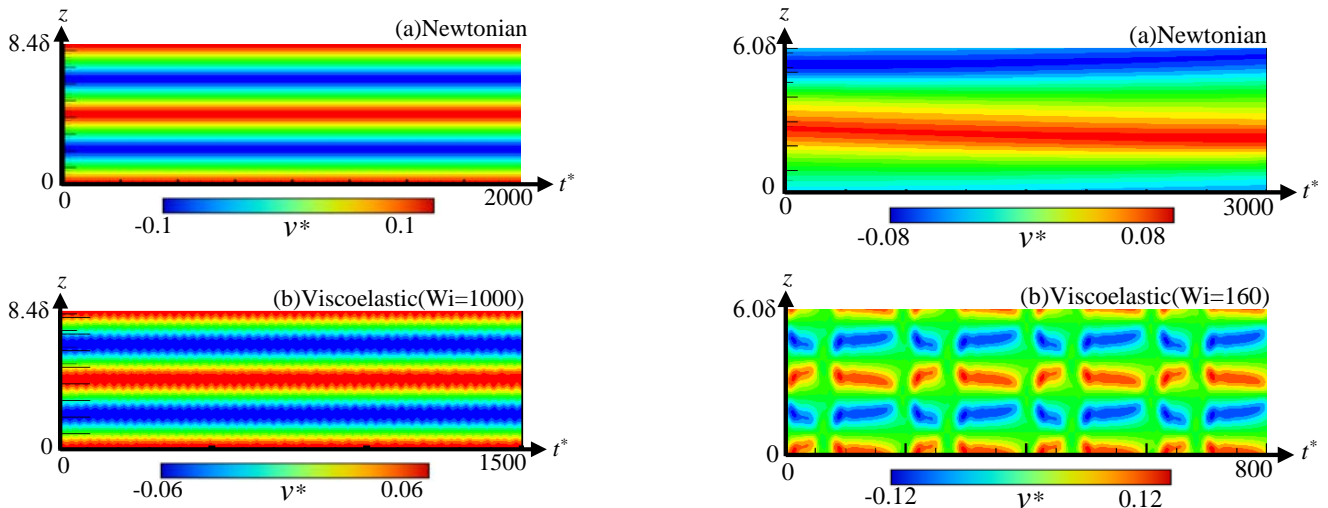 z
8.4δ
(a)Newtonian
0
0
2000
t*
-0.1
v*
0.1
z
6.0δ
(a)Newtonian
0
0
3000
t*
-0.08
v*
0.08
z
8.4δ
(b)Viscoelastic(Wi=1000)
0
0
1500
t*
-0.06
v*
0.06
z
6.0δ
(b)Viscoelastic(Wi=160)
0
0
800
t*
-0.12
v*
0.12